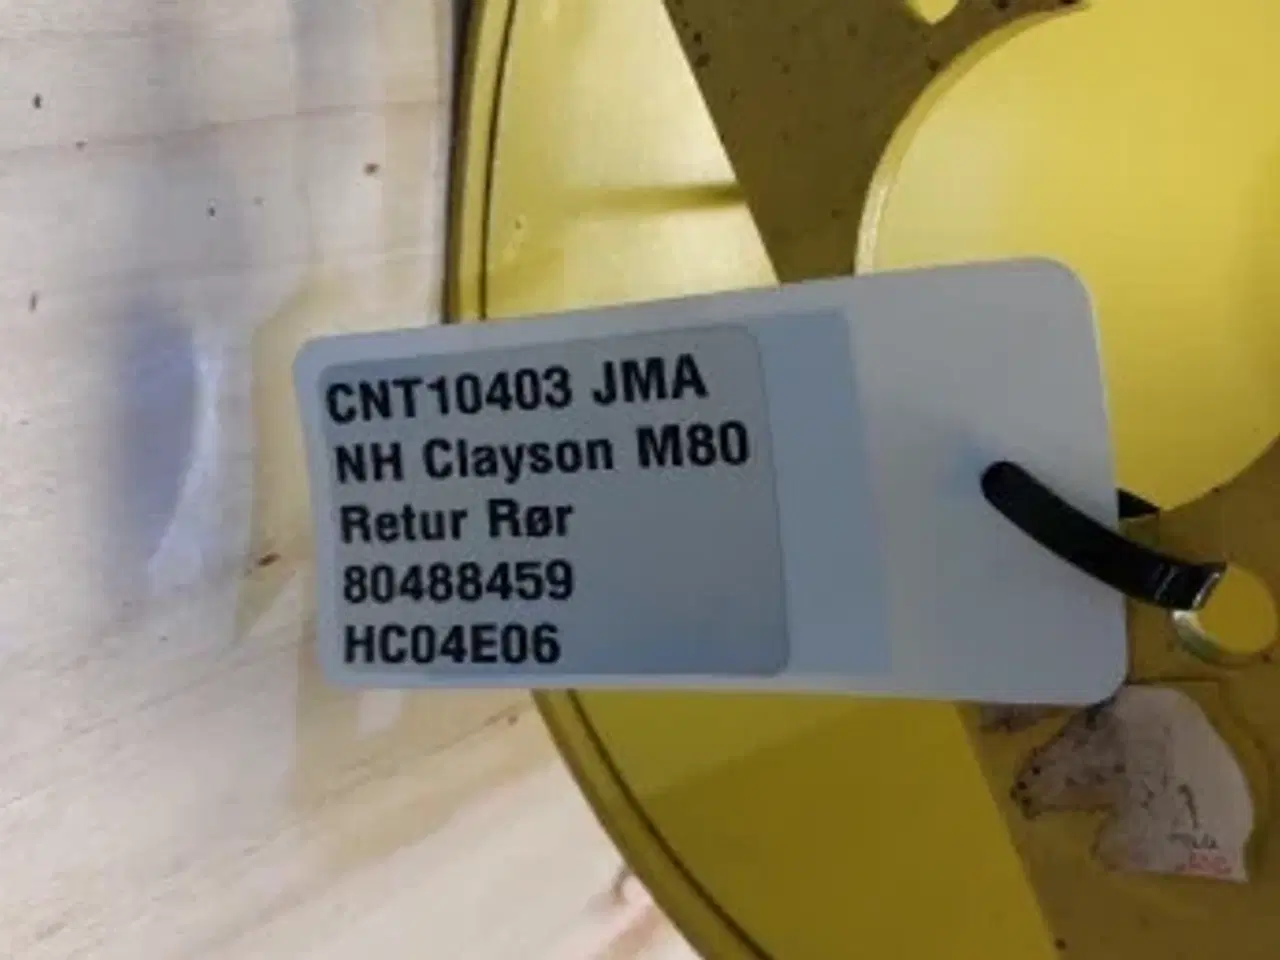 CNT10403 JMA
NH Clayson M80
Retur Rør
80488459
HC04E06